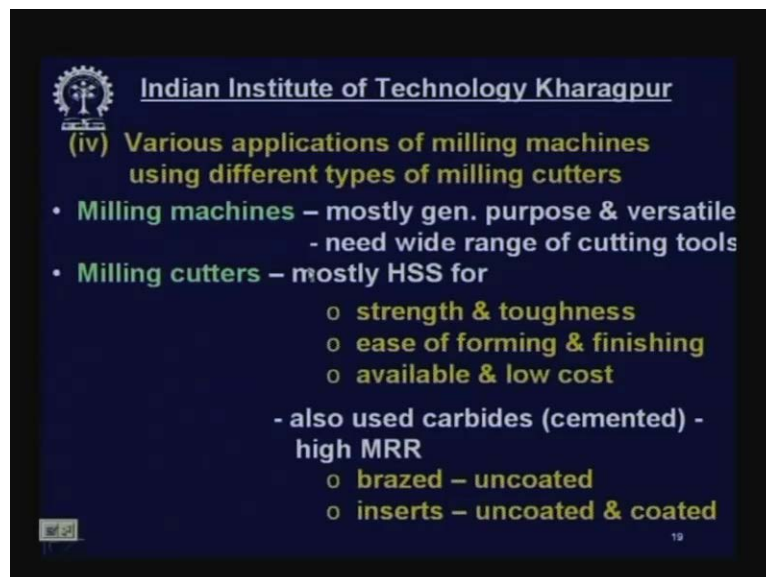 Indian Institute of Technology Kharagpur
(iv) Various applications of milling machines
using different types of milling cutters
• Milling machines – mostly gen. purpose & versatile
- need wide range of cutting tools
• Milling cutters – mostly HSS for
o strength & toughness
o ease of forming & finishing
o available & low cost
- also used carbides (cemented) -
high MRR
o brazed – uncoated
o inserts – uncoated & coated
19